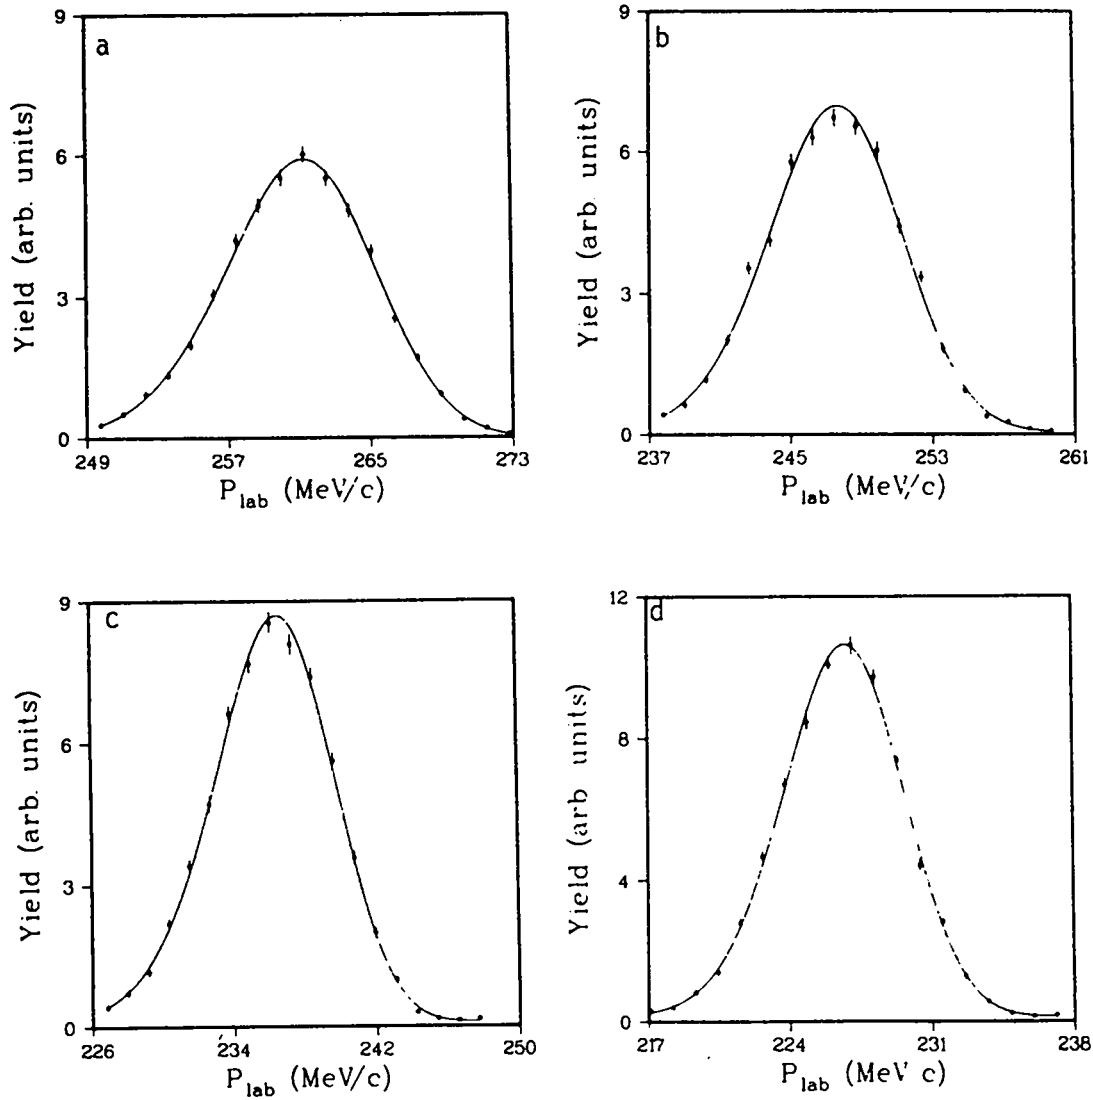 a
9
6
3
0
Yield (arb. units)
249 257 265 273
P_lab (MeV/c)
b
9
6
3
0
Yield (arb. units)
237 245 253 261
P_lab (MeV/c)
c
9
6
3
0
Yield (arb. units)
226 234 242 250
P_lab (MeV/c)
d
12
8
4
0
Yield (arb units)
217 224 231 238
P_lab (MeV c)